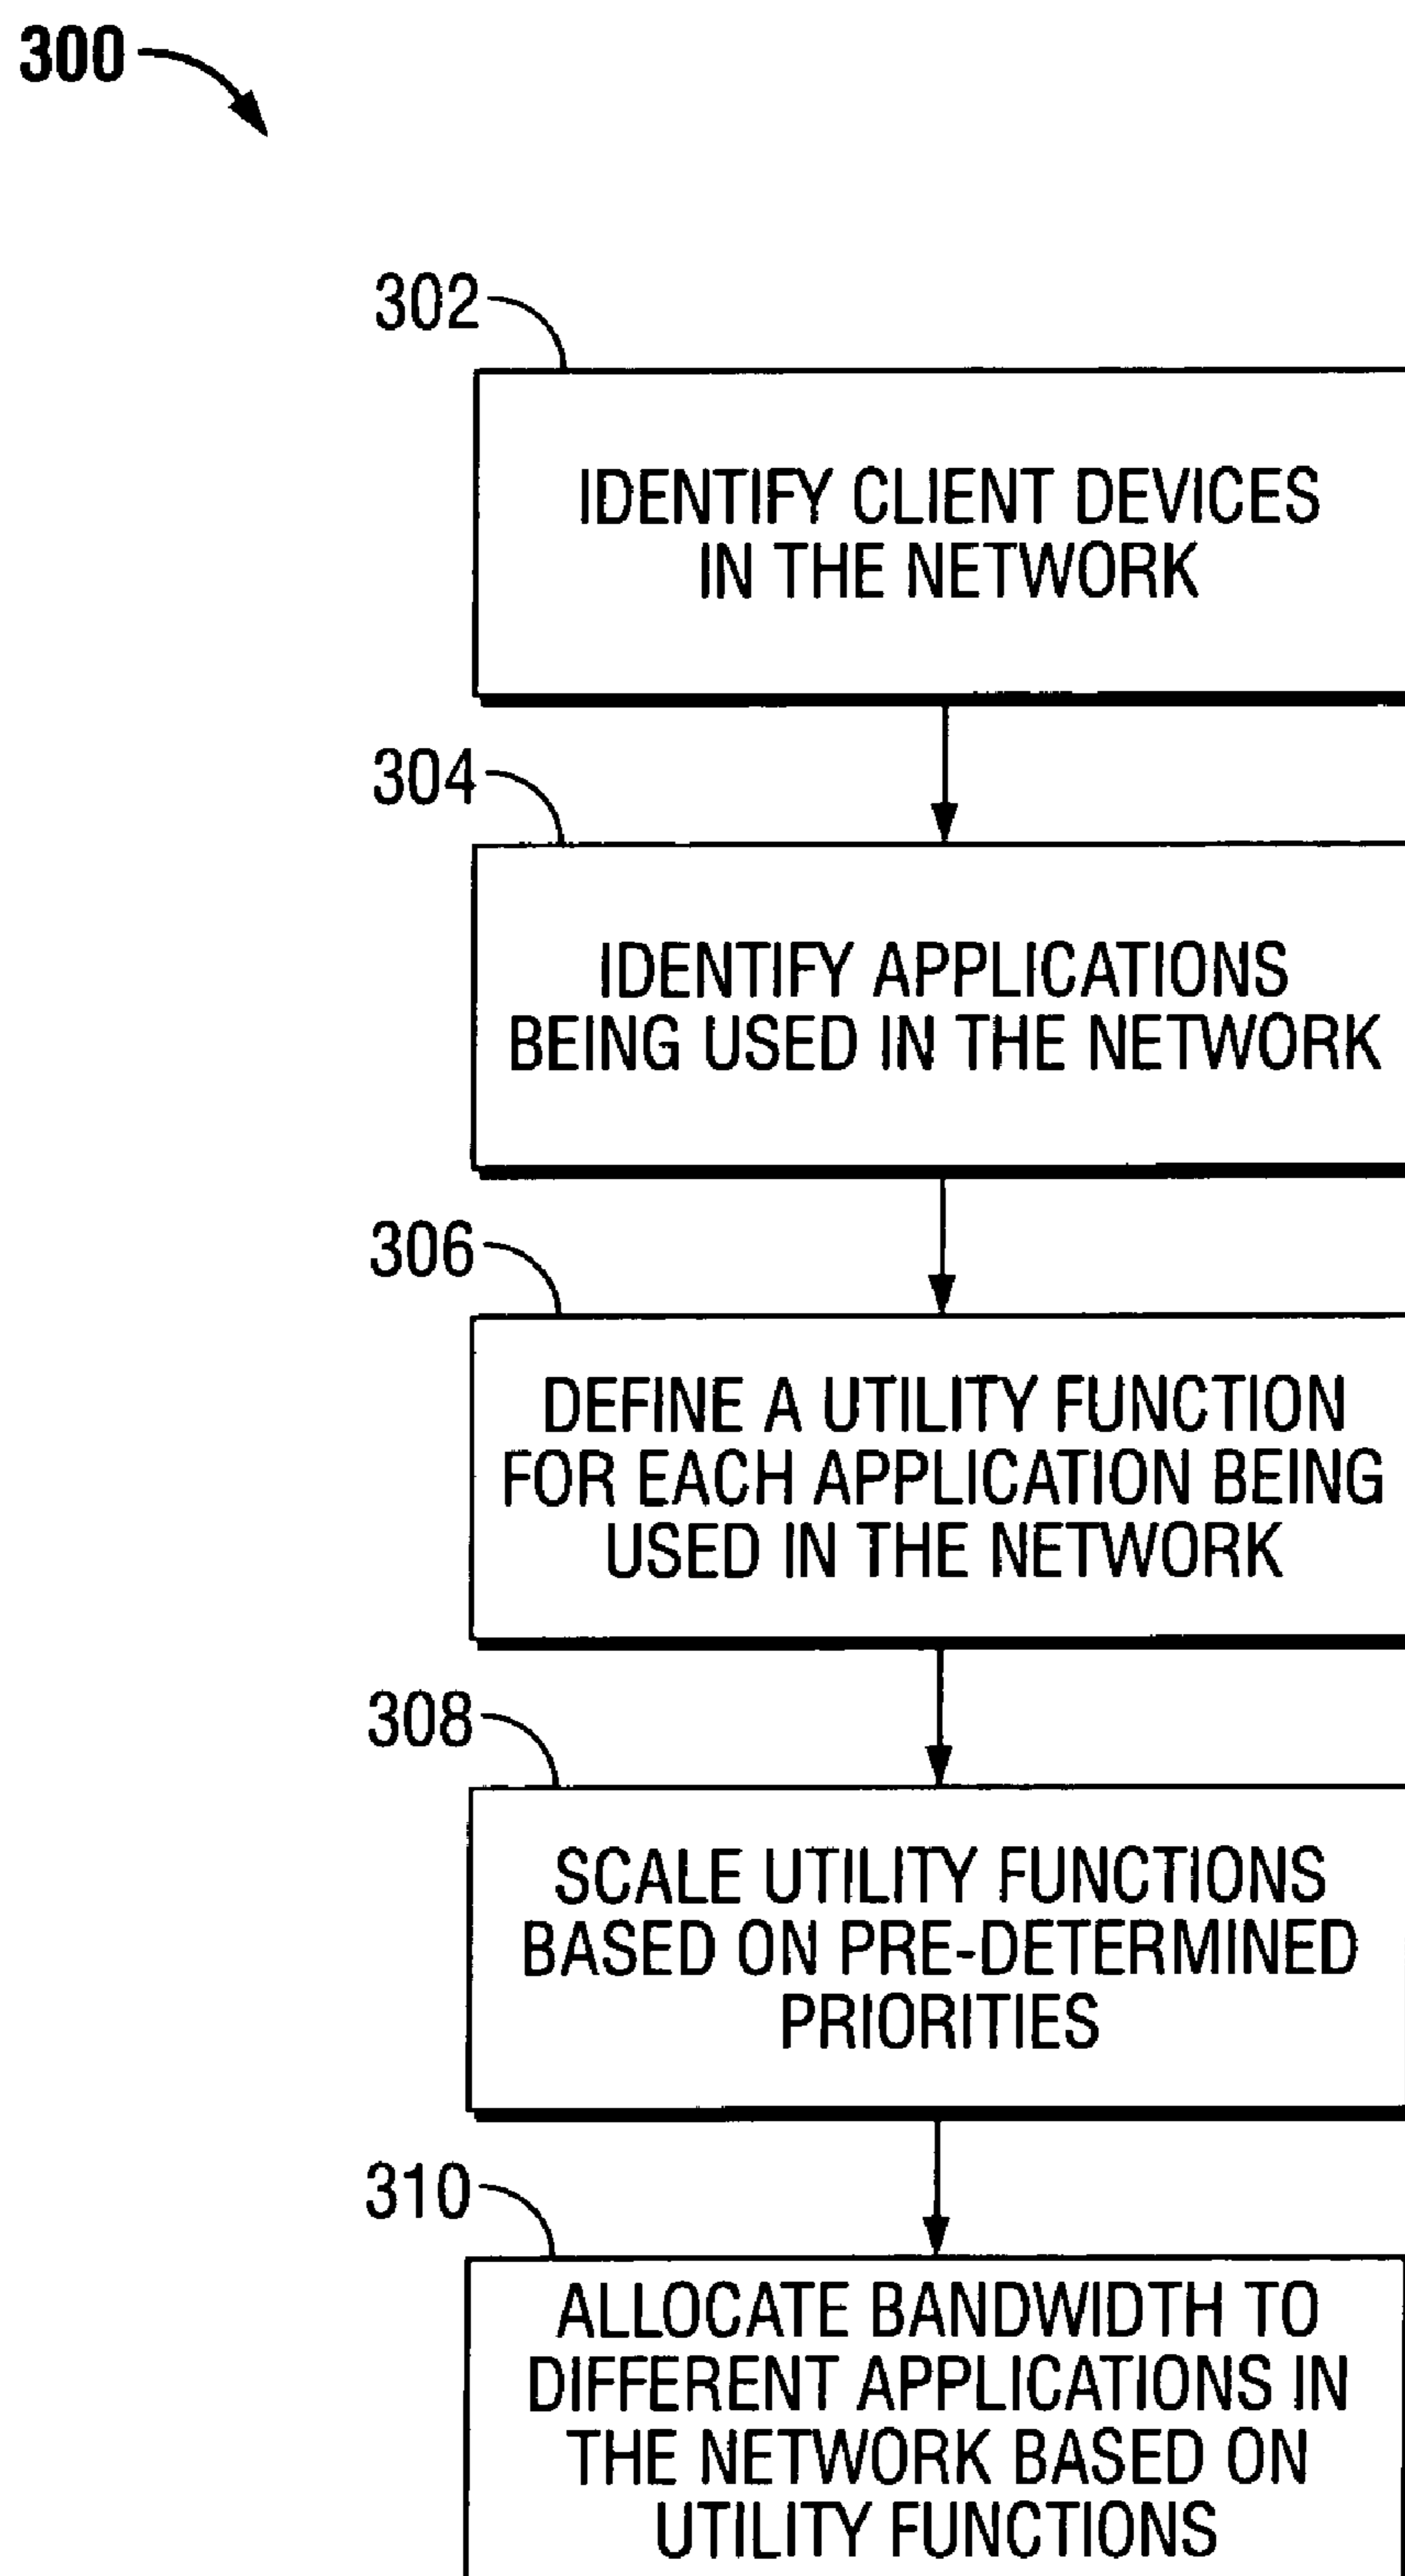 300
302
IDENTIFY CLIENT DEVICES
IN THE NETWORK
304
IDENTIFY APPLICATIONS
BEING USED IN THE NETWORK
306
DEFINE A UTILITY FUNCTION
FOR EACH APPLICATION BEING
USED IN THE NETWORK
308
SCALE UTILITY FUNCTIONS
BASED ON PRE-DETERMINED
PRIORITIES
310
ALLOCATE BANDWIDTH TO
DIFFERENT APPLICATIONS IN
THE NETWORK BASED ON
UTILITY FUNCTIONS